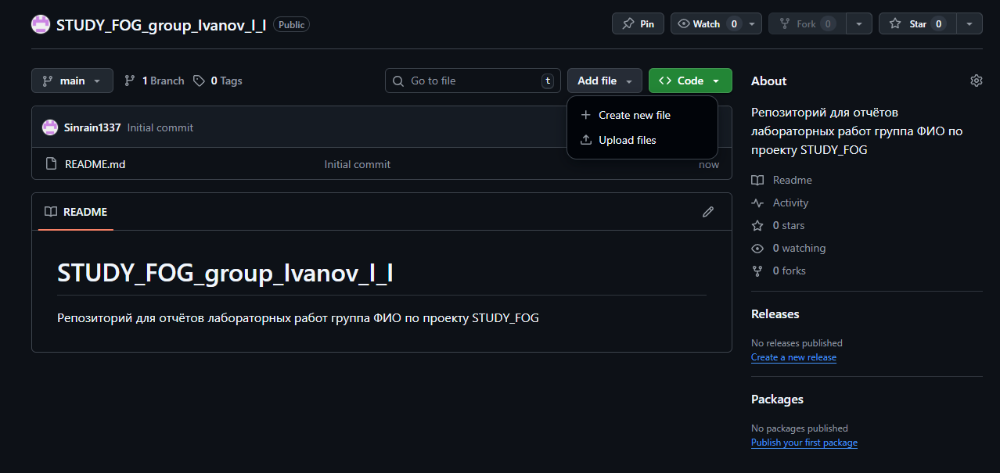 STUDY_FOG_group_Ivanov_I_I Public
Pin
Watch 0
Fork 0
Star 0
main
1 Branch
0 Tags
Go to file t
Add file
Code
Create new file
Upload files
Sinrain1337 Initial commit
README.md Initial commit now
README
STUDY_FOG_group_Ivanov_I_I
Репозиторий для отчётов лабораторных работ группа ФИО по проекту STUDY_FOG
About
Репозиторий для отчётов
лабораторных работ группа ФИО по
проекту STUDY_FOG
Readme
Activity
0 stars
0 watching
0 forks
Releases
No releases published
Create a new release
Packages
No packages published
Publish your first package